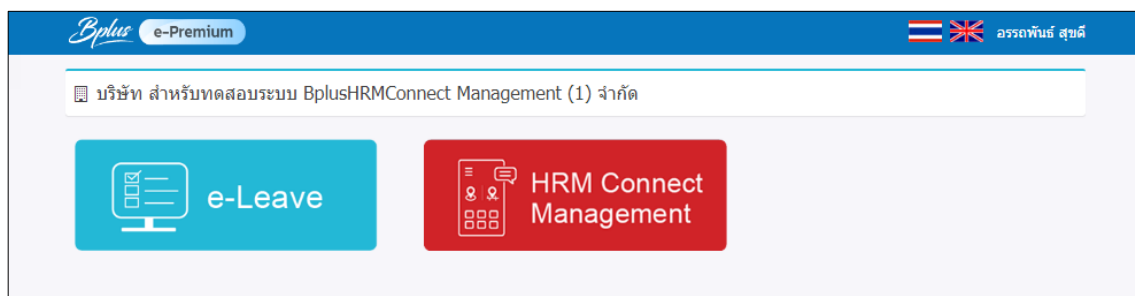 Bplus e-Premium อรรถพันธ์ สุขดี
บริษัท สำหรับทดสอบระบบ BplusHRMConnect Management (1) จำกัด
e-Leave
HRM Connect
Management